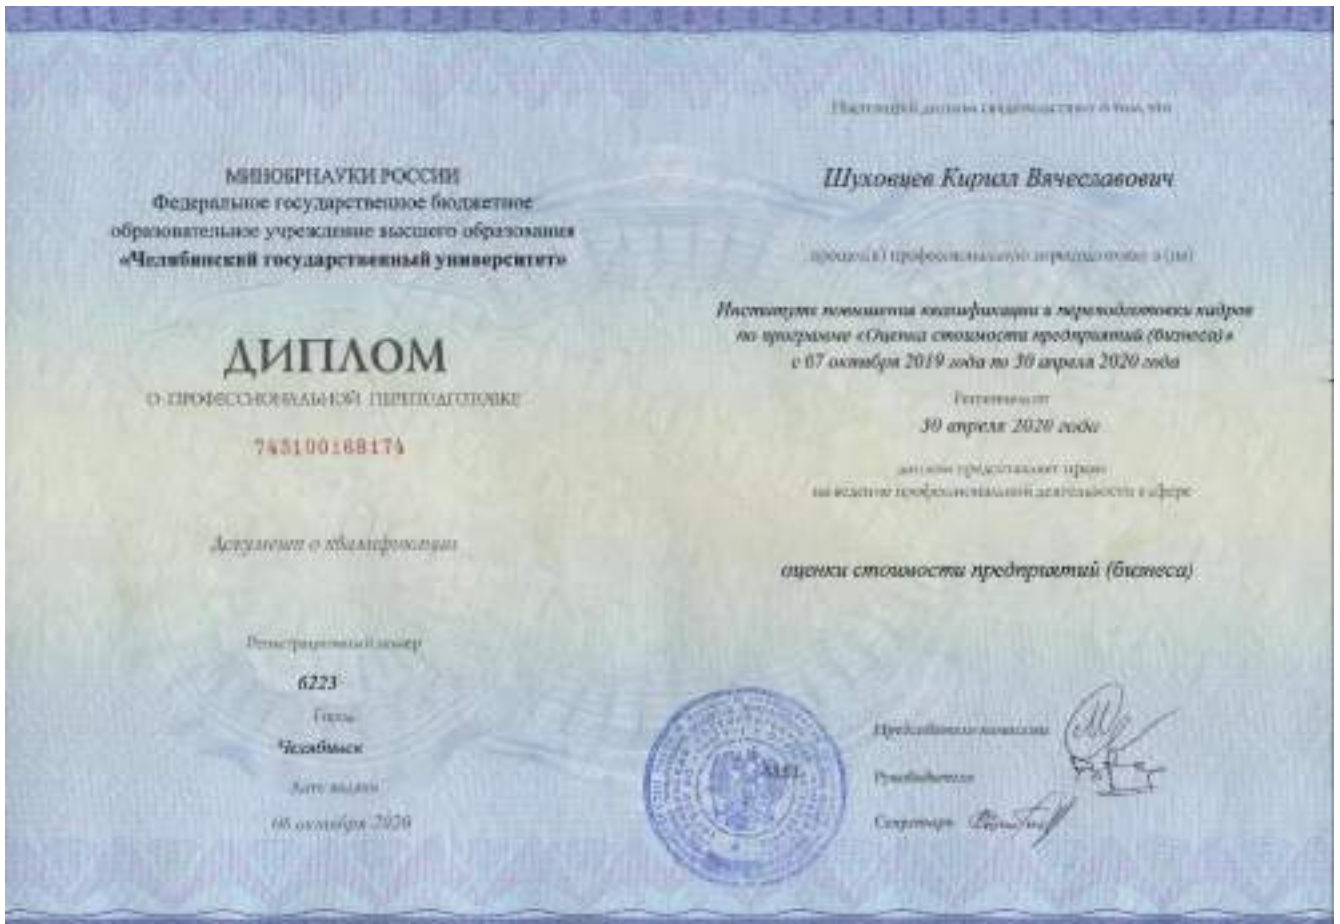 МИНОБРНАУКИ РОССИИ
Федеральное государственное бюджетное
образовательное учреждение высшего образования
«Челябинский государственный университет»
ДИПЛОМ
О ПРОФЕССИОНАЛЬНОЙ ПЕРЕПОДГОТОВКЕ
743100168174
Документ о квалификации
Регистрационный номер
6223
Город
Челябинск
Дата выдачи
октября 2020
Настоящий диплом свидетельствует о том, что
Шуховцев Кирилл Вячеславович
прошел(а) профессиональную переподготовку в (на)
Институте повышения квалификации и переподготовки кадров
по программе «Оценка стоимости предприятий (бизнеса)»
с 07 октября 2019 года по 30 апреля 2020 года
Решением от
30 апреля 2020 года
диплом предоставляет право
на ведение профессиональной деятельности в сфере
оценки стоимости предприятий (бизнеса)
М.П.
Председатель комиссии
Руководитель
Секретарь